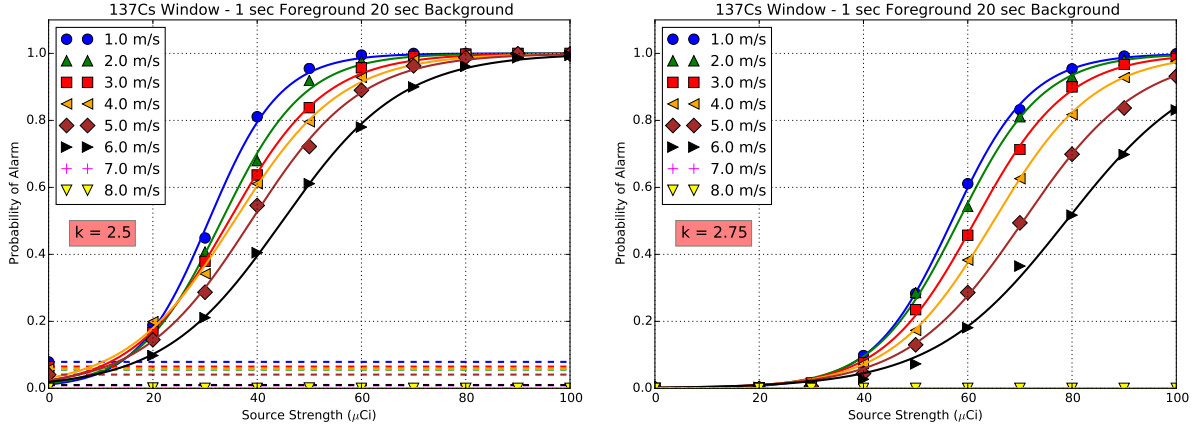 137Cs Window - 1 sec Foreground 20 sec Background
1.0
0.8
0.6
0.4
0.2
0.0
Probability of Alarm
1.0 m/s
2.0 m/s
3.0 m/s
4.0 m/s
5.0 m/s
6.0 m/s
7.0 m/s
8.0 m/s
k = 2.5
0 20 40 60 80 100
Source Strength (μCi)
137Cs Window - 1 sec Foreground 20 sec Background
1.0
0.8
0.6
0.4
0.2
0.0
Probability of Alarm
1.0 m/s
2.0 m/s
3.0 m/s
4.0 m/s
5.0 m/s
6.0 m/s
7.0 m/s
8.0 m/s
k = 2.75
0 20 40 60 80 100
Source Strength (μCi)